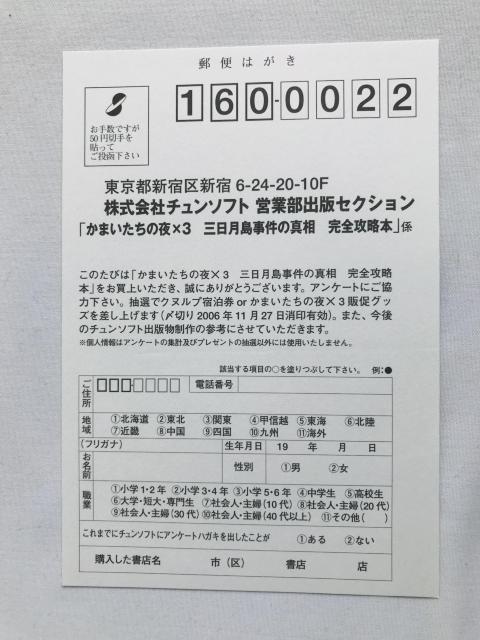 郵便はがき
160-0022
お手数ですが
50円切手を
貼って
ご投函下さい
東京都新宿区新宿 6-24-20-10F
株式会社チュンソフト 営業部出版セクション
「かまいたちの夜×3 三日月島事件の真相 完全攻略本」係
このたびは「かまいたちの夜×3 三日月島事件の真相 完全攻略
本」をお買い上いただき、誠にありがとうございます。アンケートにご協
力下さい。抽選でクヌルプ宿泊券 or かまいたちの夜×3 販促グッ
ズを差し上げます(〆切り 2006 年 11 月 27 日消印有効)。また、今後
のチュンソフト出版物制作の参考にさせていただきます。
※個人情報はアンケートの集計及びプレゼントの抽選以外には使用いたしません。
該当する項目の○を塗りつぶして下さい。 例:●
ご住所 □□□-□□□□ 電話番号
地域 ①北海道 ②東北 ③関東 ④甲信越 ⑤東海 ⑥北陸
⑦近畿 ⑧中国 ⑨四国 ⑩九州 ⑪海外
(フリガナ) 生年月日 19 年 月 日
お名前 性別 ①男 ②女
職業 ①小学1・2年 ②小学3・4年 ③小学5・6年 ④中学生 ⑤高校生
⑥大学・短大・専門生 ⑦社会人・主婦(10代) ⑧社会人・主婦(20代)
⑨社会人・主婦(30代) ⑩社会人・主婦(40代以上) ⑪その他( )
これまでにチュンソフトにアンケートハガキを出したことが ①ある ②ない
購入した書店名 市(区) 書店 店